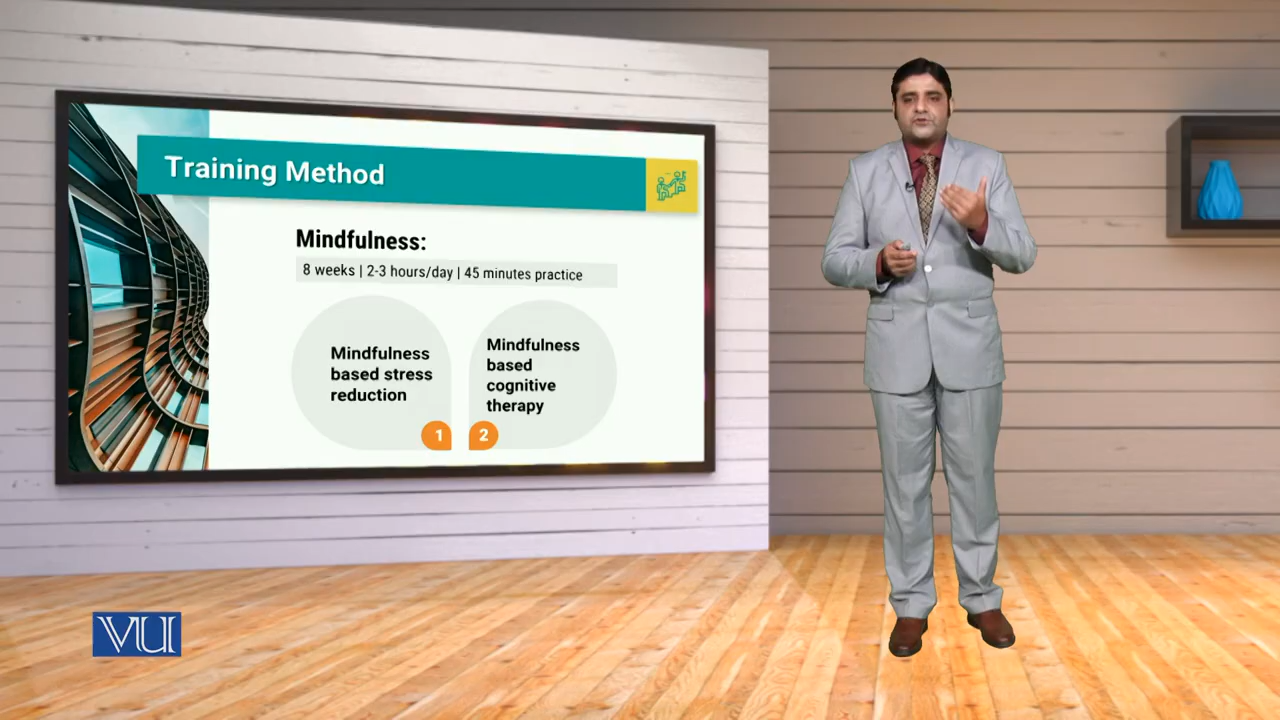 Training Method
Mindfulness:
8 weeks | 2-3 hours/day | 45 minutes practice
Mindfulness
based stress
reduction
1
Mindfulness
based
cognitive
therapy
2
VU